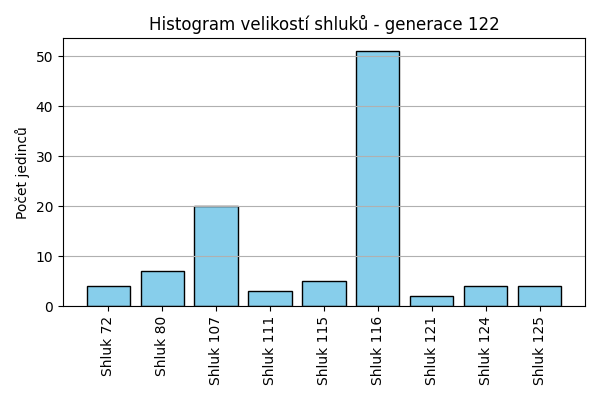 Histogram velikostí shluků - generace 122
Počet jedinců
50
40
30
20
10
0
Shluk 72
Shluk 80
Shluk 107
Shluk 111
Shluk 115
Shluk 116
Shluk 121
Shluk 124
Shluk 125